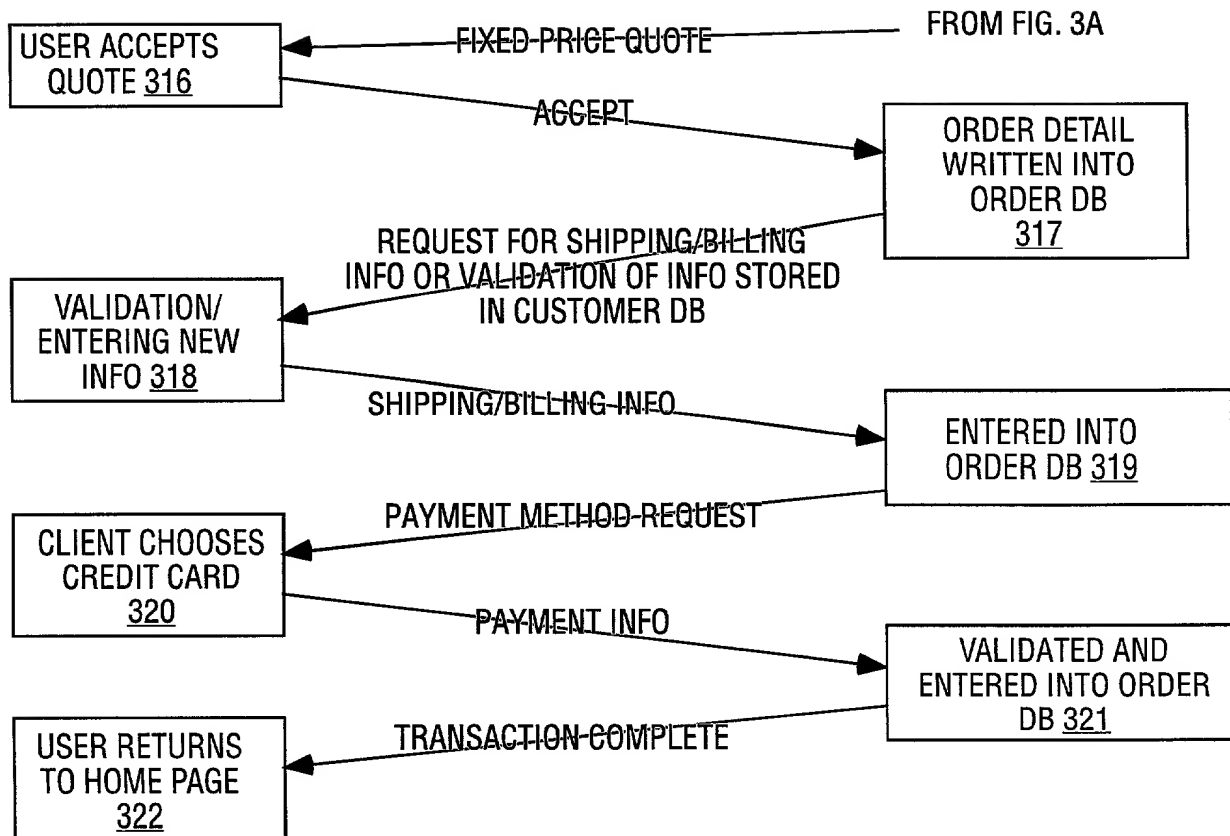 FROM FIG. 3A
FIXED PRICE QUOTE
USER ACCEPTS
QUOTE 316
ACCEPT
ORDER DETAIL
WRITTEN INTO
ORDER DB
317
REQUEST FOR SHIPPING/BILLING
INFO OR VALIDATION OF INFO STORED
IN CUSTOMER DB
VALIDATION/
ENTERING NEW
INFO 318
SHIPPING/BILLING INFO
ENTERED INTO
ORDER DB 319
PAYMENT METHOD REQUEST
CLIENT CHOOSES
CREDIT CARD
320
PAYMENT INFO
VALIDATED AND
ENTERED INTO ORDER
DB 321
TRANSACTION COMPLETE
USER RETURNS
TO HOME PAGE
322